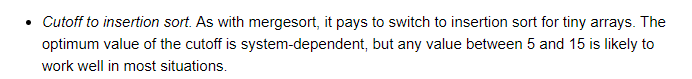 • Cutoff to insertion sort. As with mergesort, it pays to switch to insertion sort for tiny arrays. The
optimum value of the cutoff is system-dependent, but any value between 5 and 15 is likely to
work well in most situations.